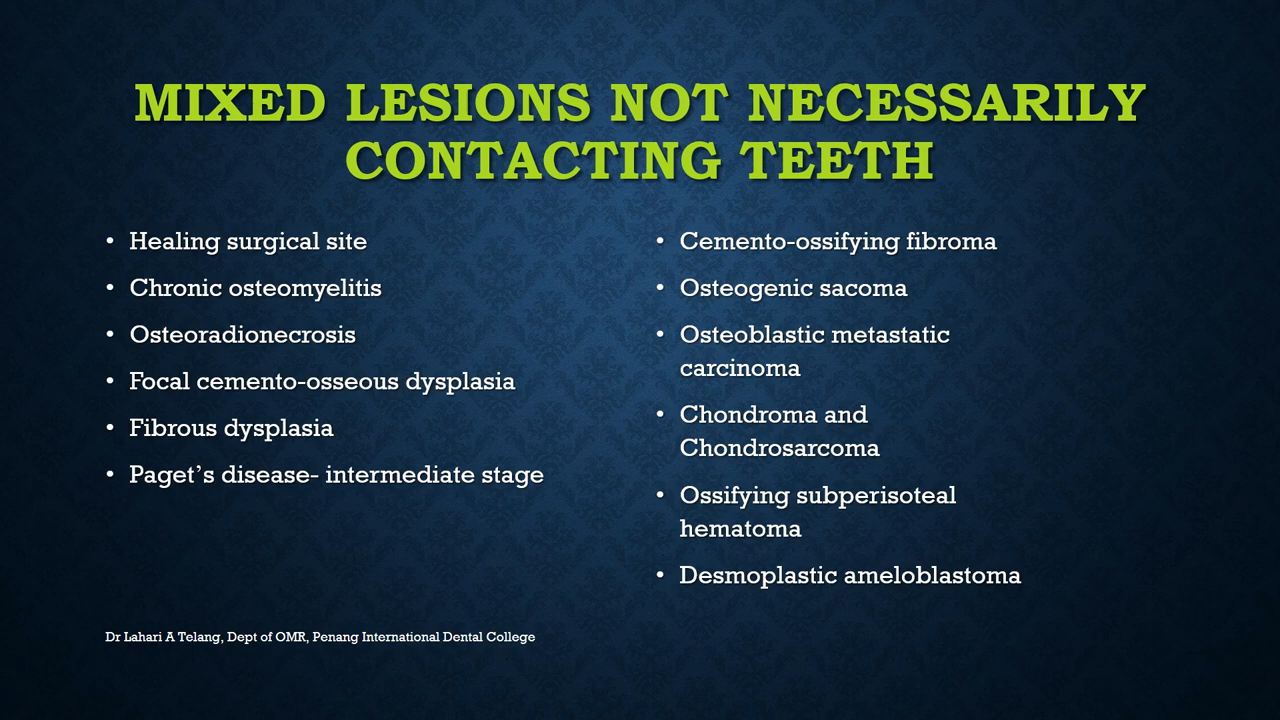 MIXED LESIONS NOT NECESSARILY
CONTACTING TEETH
• Healing surgical site
• Chronic osteomyelitis
• Osteoradionecrosis
• Focal cemento-osseous dysplasia
• Fibrous dysplasia
• Paget’s disease- intermediate stage
• Cemento-ossifying fibroma
• Osteogenic sacoma
• Osteoblastic metastatic
carcinoma
• Chondroma and
Chondrosarcoma
• Ossifying subperisoteal
hematoma
• Desmoplastic ameloblastoma
Dr Lahari A Telang, Dept of OMR, Penang International Dental College